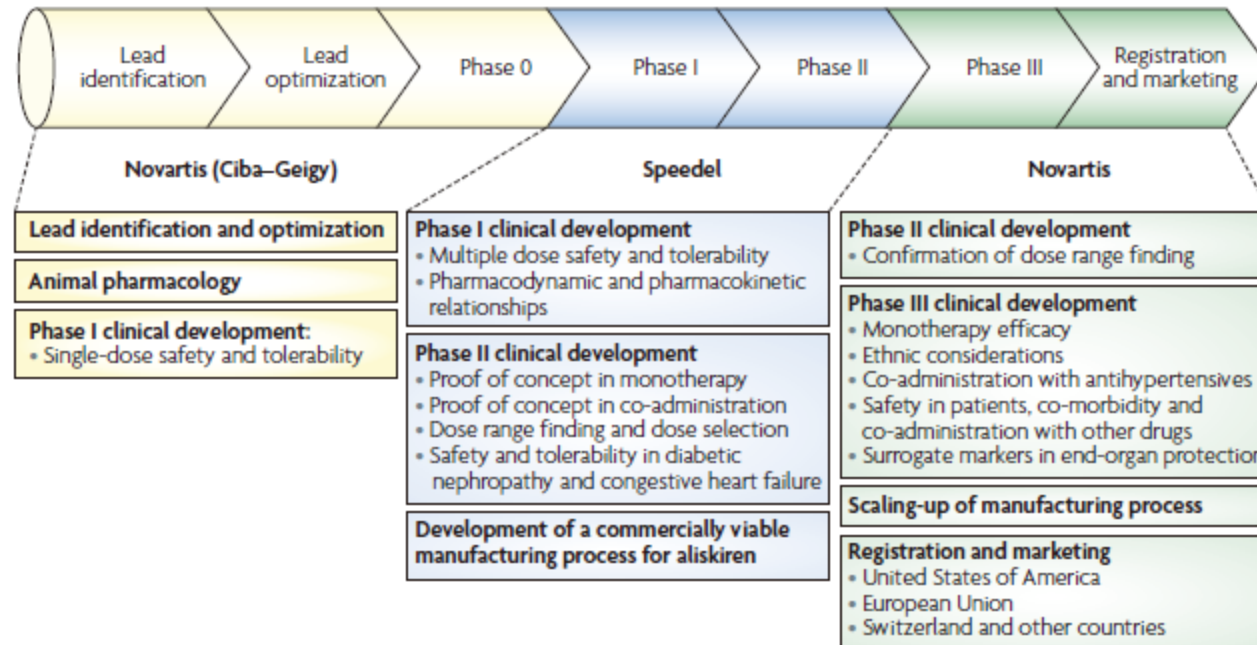 Lead
identification
Lead
optimization
Phase 0
Phase I
Phase II
Phase III
Registration
and marketing
Novartis (Ciba–Geigy)
Speedel
Novartis
Lead identification and optimization
Animal pharmacology
Phase I clinical development:
• Single-dose safety and tolerability
Phase I clinical development
• Multiple dose safety and tolerability
• Pharmacodynamic and pharmacokinetic
relationships
Phase II clinical development
• Proof of concept in monotherapy
• Proof of concept in co-administration
• Dose range finding and dose selection
• Safety and tolerability in diabetic
nephropathy and congestive heart failure
Development of a commercially viable
manufacturing process for aliskiren
Phase II clinical development
• Confirmation of dose range finding
Phase III clinical development
• Monotherapy efficacy
• Ethnic considerations
• Co-administration with antihypertensives
• Safety in patients, co-morbidity and
co-administration with other drugs
• Surrogate markers in end-organ protection
Scaling-up of manufacturing process
Registration and marketing
• United States of America
• European Union
• Switzerland and other countries